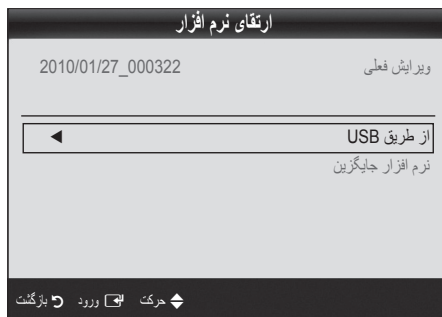 ارتقای نرم افزار
ویرایش فعلی 2010/01/27_000322
از طریق USB
نرم افزار جایگزین
حرکت ورود بازگشت